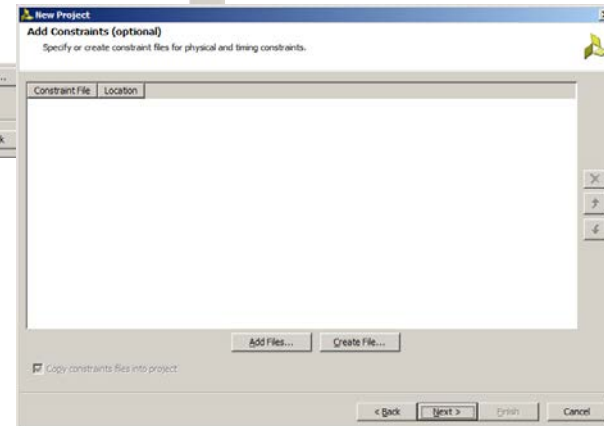 New Project
Add Constraints (optional)
Specify or create constraint files for physical and timing constraints.
...
Constraint File Location
k
Add Files... Create File...
Copy constraints files into project
< Back Next > Finish Cancel